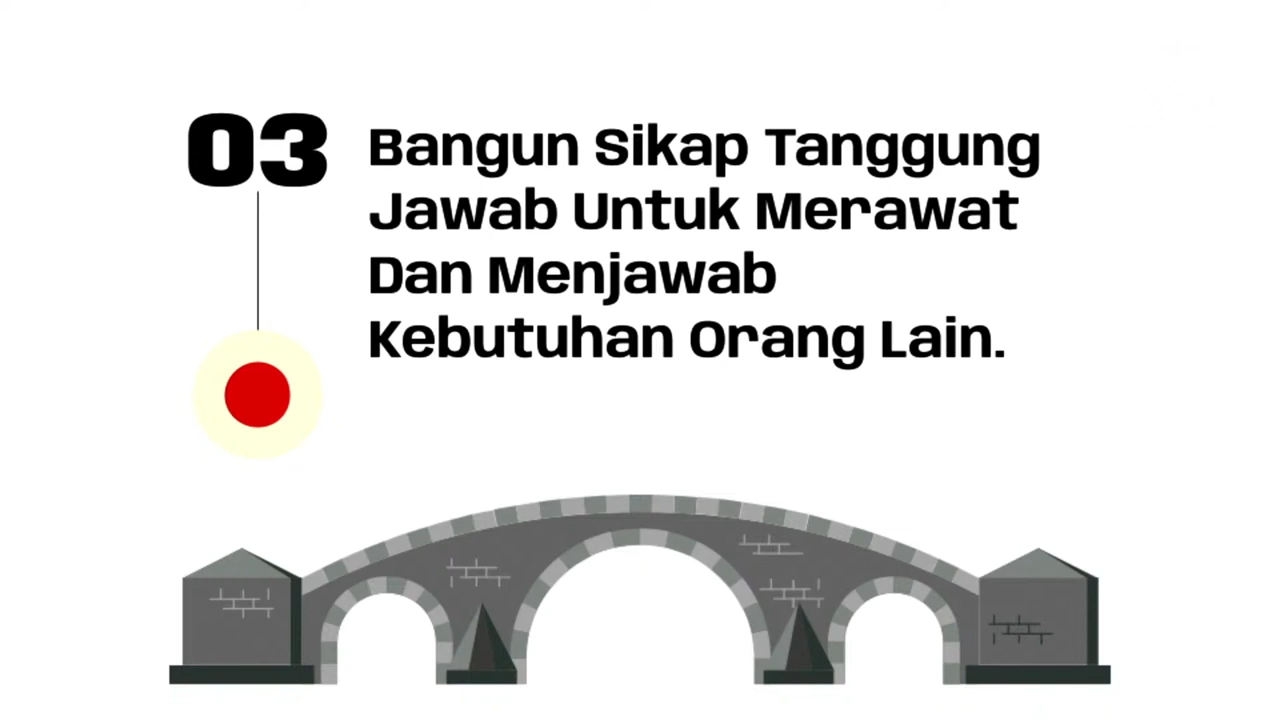 03
Bangun Sikap Tanggung
Jawab Untuk Merawat
Dan Menjawab
Kebutuhan Orang Lain.